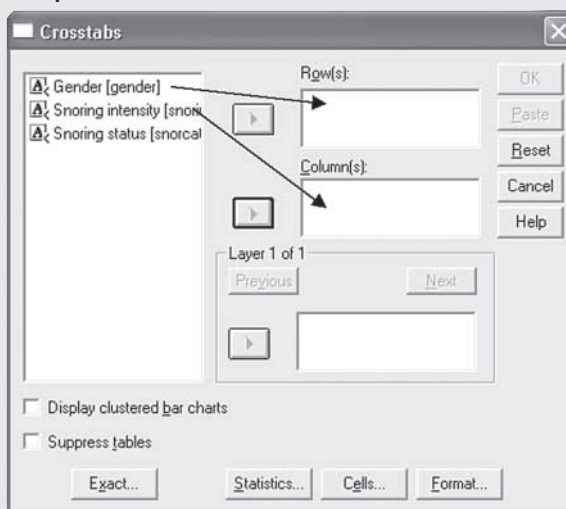 Crosstabs
Gender [gender]
Snoring intensity [snori
Snoring status [snorcat
Row(s):
Column(s):
Layer 1 of 1
Previous
Next
OK
Paste
Reset
Cancel
Help
Display clustered bar charts
Suppress tables
Exact...
Statistics...
Cells...
Format...